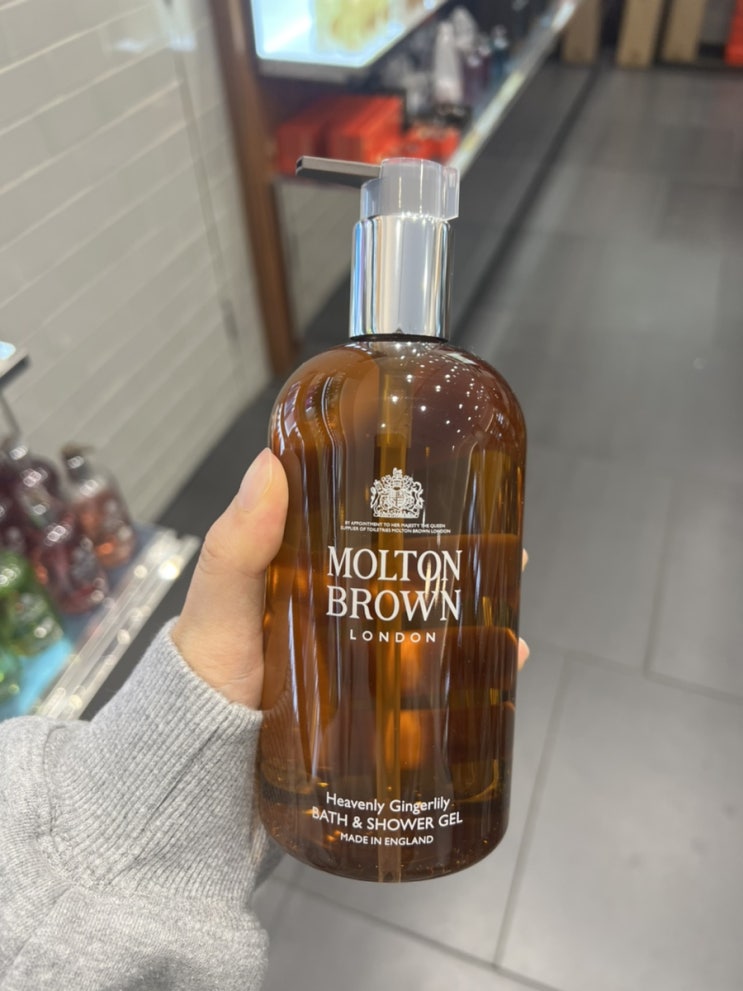 BY APPOINTMENT TO HER MAJESTY THE QUEEN
SUPPLIER OF TOILETRIES MOLTON BROWN LONDON
MOLTON
BROWN
LONDON
Heavenly Gingerlily
BATH & SHOWER GEL
MADE IN ENGLAND